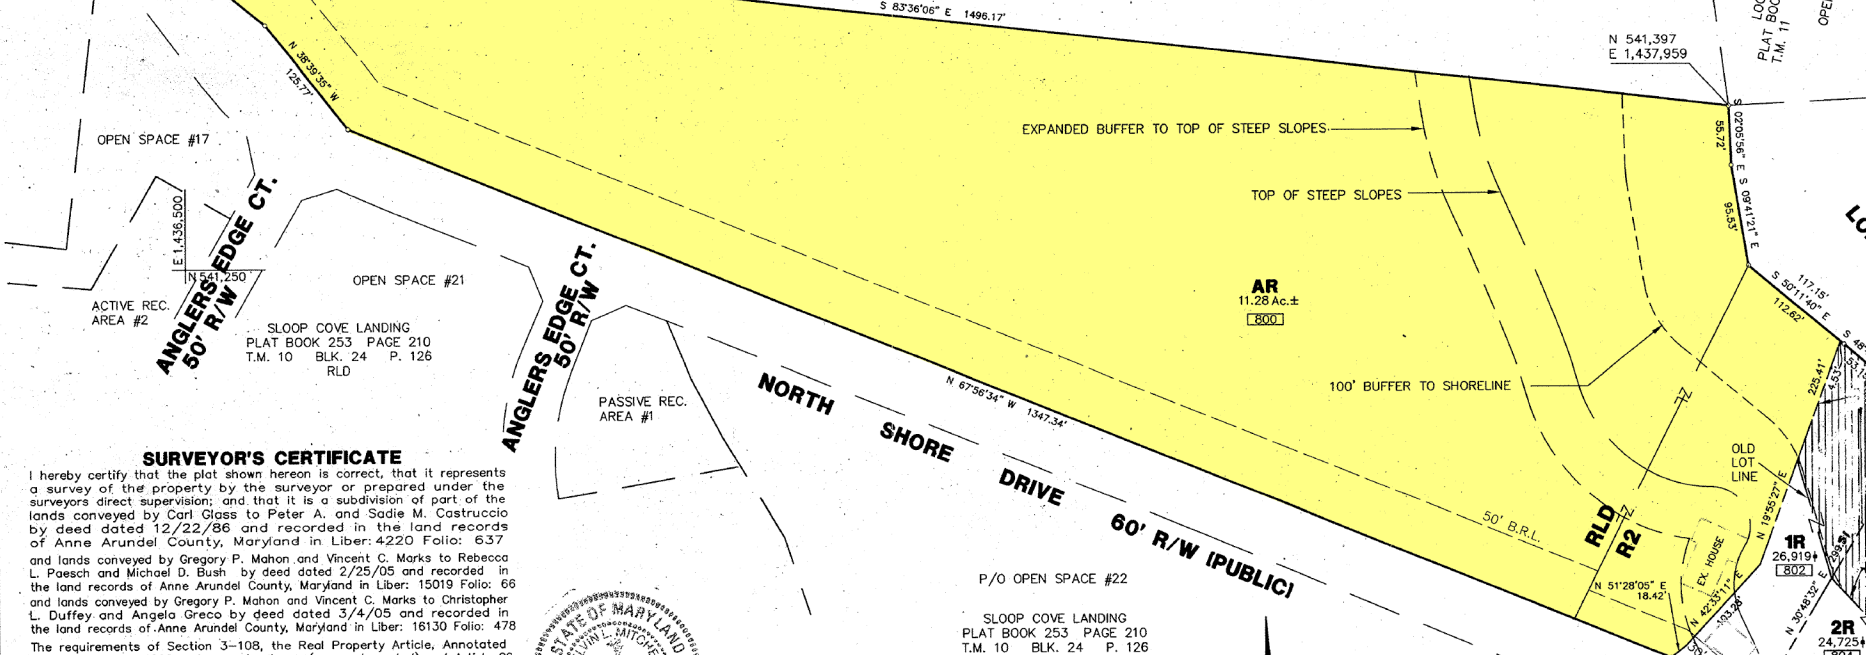 S 83°36'06" E 1496.17'
N 541,397
E 1,437,959
T.M. 11
N 38°39'35" W
125.77'
OPEN SPACE #17
EXPANDED BUFFER TO TOP OF STEEP SLOPES
TOP OF STEEP SLOPES
S 02°05'56" E
55.72'
S 09°41'21" E
95.53'
E 1,436,500
N 541,250
ANGLERS EDGE CT.
50' R/W
OPEN SPACE #21
ACTIVE REC.
AREA #2
SLOOP COVE LANDING
PLAT BOOK 253 PAGE 210
T.M. 10 BLK. 24 P. 126
RLD
ANGLERS EDGE CT.
50' R/W
AR
11.28 Ac.±
800
117.15'
S 50°11'40" E
112.62'
225.41'
4.53'
100' BUFFER TO SHORELINE
PASSIVE REC.
AREA #1
N 67°56'34" W 1347.34'
NORTH SHORE DRIVE 60' R/W (PUBLIC)
OLD
LOT
LINE
N 19°55'27" E
50' B.R.L.
RLD
R2
EX. HOUSE
1R
26,919
802
N 51°28'05" E
18.42'
N 42°33'11" E
103.28'
N 30°48'32" E
2R
24,725
P/O OPEN SPACE #22
SLOOP COVE LANDING
PLAT BOOK 253 PAGE 210
T.M. 10 BLK. 24 P. 126
SURVEYOR'S CERTIFICATE
I hereby certify that the plat shown hereon is correct, that it represents
a survey of the property by the surveyor or prepared under the
surveyors direct supervision; and that it is a subdivision of part of the
lands conveyed by Carl Glass to Peter A. and Sadie M. Castruccio
by deed dated 12/22/86 and recorded in the land records
of Anne Arundel County, Maryland in Liber: 4220 Folio: 637
and lands conveyed by Gregory P. Mahon and Vincent C. Marks to Rebecca
L. Paesch and Michael D. Bush by deed dated 2/25/05 and recorded in
the land records of Anne Arundel County, Maryland in Liber: 15019 Folio: 66
and lands conveyed by Gregory P. Mahon and Vincent C. Marks to Christopher
L. Duffey and Angela Greco by deed dated 3/4/05 and recorded in
the land records of Anne Arundel County, Maryland in Liber: 16130 Folio: 478
The requirements of Section 3-108, the Real Property Article, Annotated
STATE OF MARYLAND